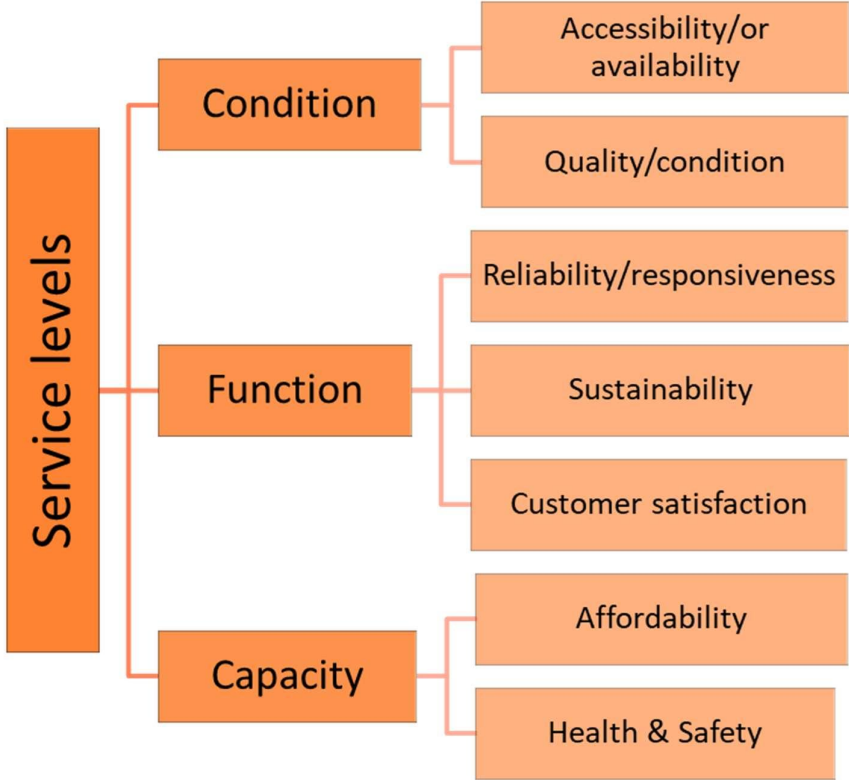 Service levels
Condition
Accessibility/or
availability
Quality/condition
Function
Reliability/responsiveness
Sustainability
Customer satisfaction
Capacity
Affordability
Health & Safety